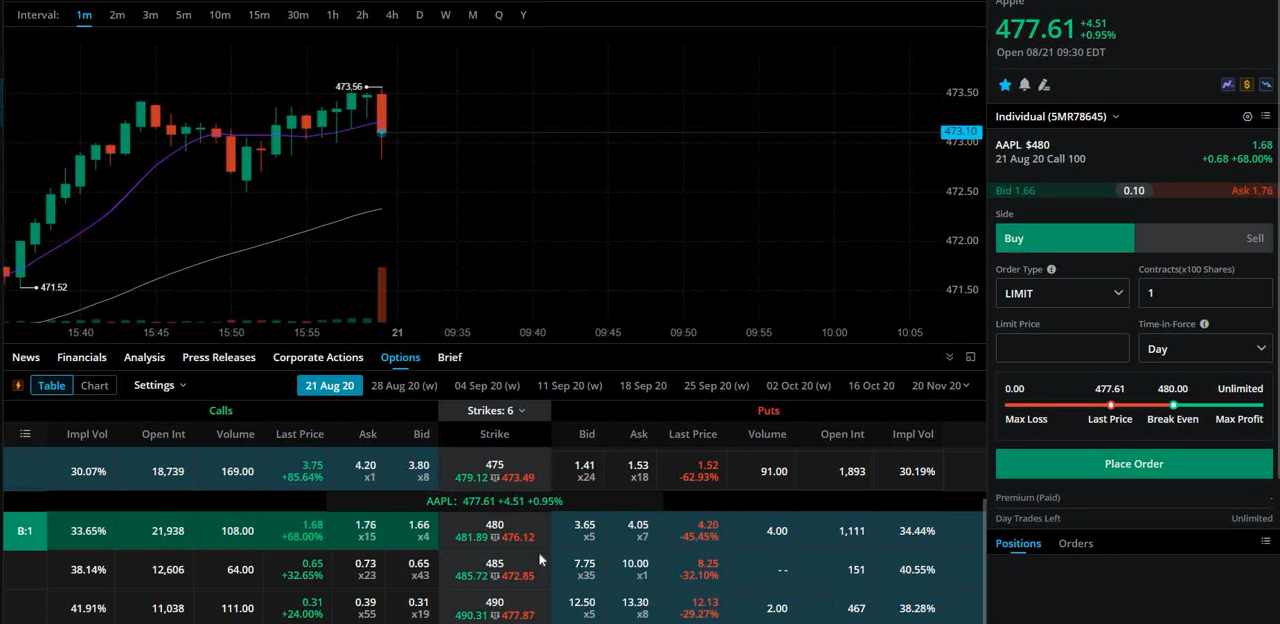 Interval: 1m 2m 3m 5m 10m 15m 30m 1h 2h 4h D W M Q Y
473.56
473.50
473.10
473.00
472.50
472.00
471.50
471.52
15:40 15:45 15:50 15:55 21 09:35 09:40 09:45 09:50 09:55 10:00 10:05
News Financials Analysis Press Releases Corporate Actions Options Brief
Table Chart Settings 21 Aug 20 28 Aug 20 (w) 04 Sep 20 (w) 11 Sep 20 (w) 18 Sep 20 25 Sep 20 (w) 02 Oct 20 (w) 16 Oct 20 20 Nov 20
Calls Strikes: 6 Puts
Impl Vol Open Int Volume Last Price Ask Bid Strike Bid Ask Last Price Volume Open Int Impl Vol
30.07% 18,739 169.00 3.75 4.20 3.80 475 1.41 1.53 1.52 91.00 1,893 30.19%
+85.64% x1 x8 479.12 473.49 x24 x18 -62.93%
AAPL: 477.61 +4.51 +0.95%
B:1 33.65% 21,938 108.00 1.68 1.76 1.66 480 3.65 4.05 4.20 4.00 1,111 34.44%
+68.00% x15 x4 481.89 476.12 x5 x7 -45.45%
38.14% 12,606 64.00 0.65 0.73 0.65 485 7.75 10.00 8.25 -- 151 40.55%
+32.65% x23 x43 485.72 472.85 x35 x1 -32.10%
41.91% 11,038 111.00 0.31 0.39 0.31 490 12.50 13.30 12.13 2.00 467 38.28%
+24.00% x55 x19 490.31 477.87 x5 x8 -29.27%
Apple
477.61 +4.51
+0.95%
Open 08/21 09:30 EDT
Individual (5MR78645)
AAPL $480 1.68
21 Aug 20 Call 100 +0.68 +68.00%
Bid 1.66 0.10 Ask 1.76
Side
Buy Sell
Order Type Contracts(x100 Shares)
LIMIT 1
Limit Price Time-in-Force
Day
0.00 477.61 480.00 Unlimited
Max Loss Last Price Break Even Max Profit
Place Order
Premium (Paid) -
Day Trades Left Unlimited
Positions Orders